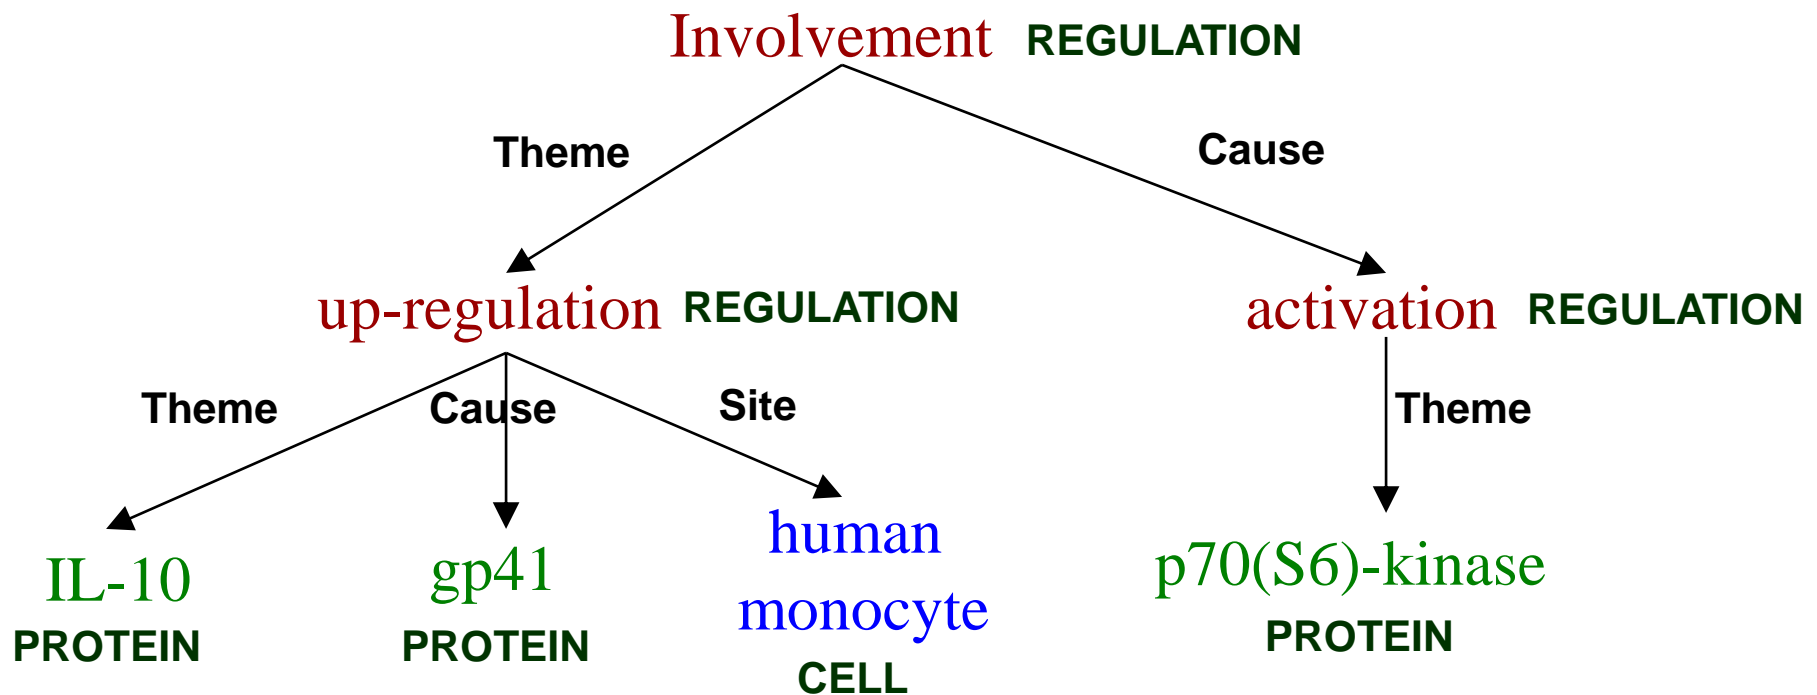 Involvement REGULATION
Theme
Cause
up-regulation REGULATION
activation REGULATION
Theme
Cause
Site
Theme
IL-10
PROTEIN
gp41
PROTEIN
human
monocyte
CELL
p70(S6)-kinase
PROTEIN